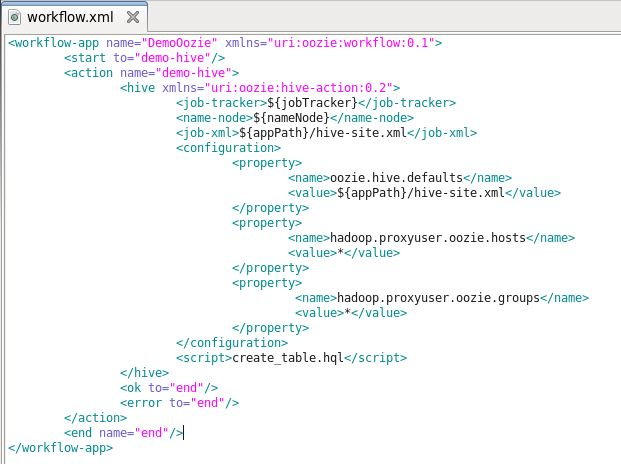 workflow.xml
<workflow-app name="DemoOozie" xmlns="uri:oozie:workflow:0.1">
<start to="demo-hive"/>
<action name="demo-hive">
<hive xmlns="uri:oozie:hive-action:0.2">
<job-tracker>${jobTracker}</job-tracker>
<name-node>${nameNode}</name-node>
<job-xml>${appPath}/hive-site.xml</job-xml>
<configuration>
<property>
<name>oozie.hive.defaults</name>
<value>${appPath}/hive-site.xml</value>
</property>
<property>
<name>hadoop.proxyuser.oozie.hosts</name>
<value>*</value>
</property>
<property>
<name>hadoop.proxyuser.oozie.groups</name>
<value>*</value>
</property>
</configuration>
<script>create_table.hql</script>
</hive>
<ok to="end"/>
<error to="end"/>
</action>
<end name="end"/>
</workflow-app>